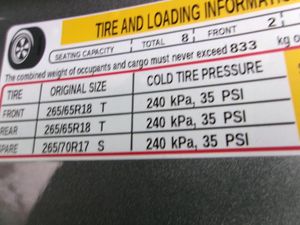 TIRE AND LOADING INFORMATION
SEATING CAPACITY TOTAL 8 FRONT 2
The combined weight of occupants and cargo must never exceed 833 kg o
TIRE ORIGINAL SIZE COLD TIRE PRESSURE
FRONT 265/65R18 T 240 kPa, 35 PSI
REAR 265/65R18 T 240 kPa, 35 PSI
SPARE 265/70R17 S 240 kPa, 35 PSI